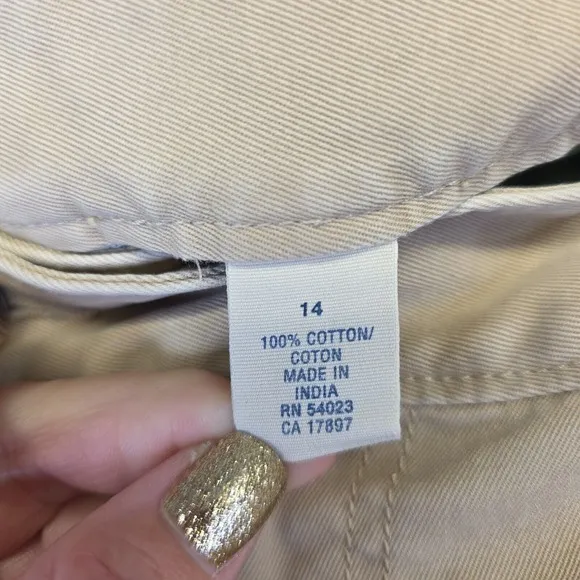 14
100% COTTON/
COTON
MADE IN
INDIA
RN 54023
CA 17897